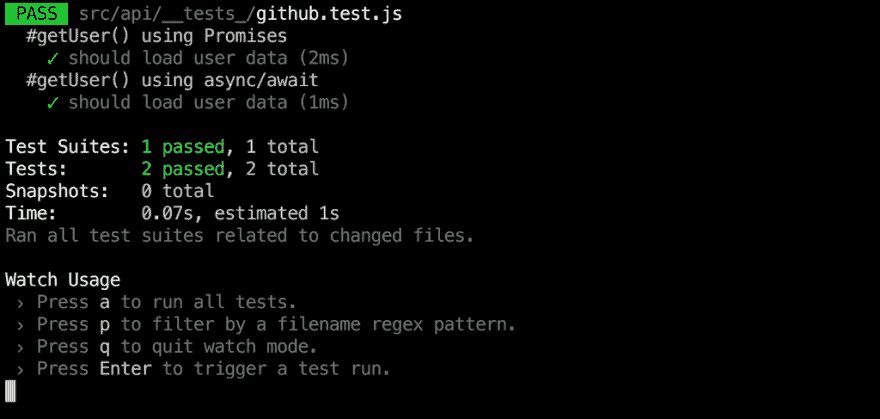 PASS src/api/__tests_/github.test.js
#getUser() using Promises
✓ should load user data (2ms)
#getUser() using async/await
✓ should load user data (1ms)
Test Suites: 1 passed, 1 total
Tests: 2 passed, 2 total
Snapshots: 0 total
Time: 0.07s, estimated 1s
Ran all test suites related to changed files.
Watch Usage
› Press a to run all tests.
› Press p to filter by a filename regex pattern.
› Press q to quit watch mode.
› Press Enter to trigger a test run.